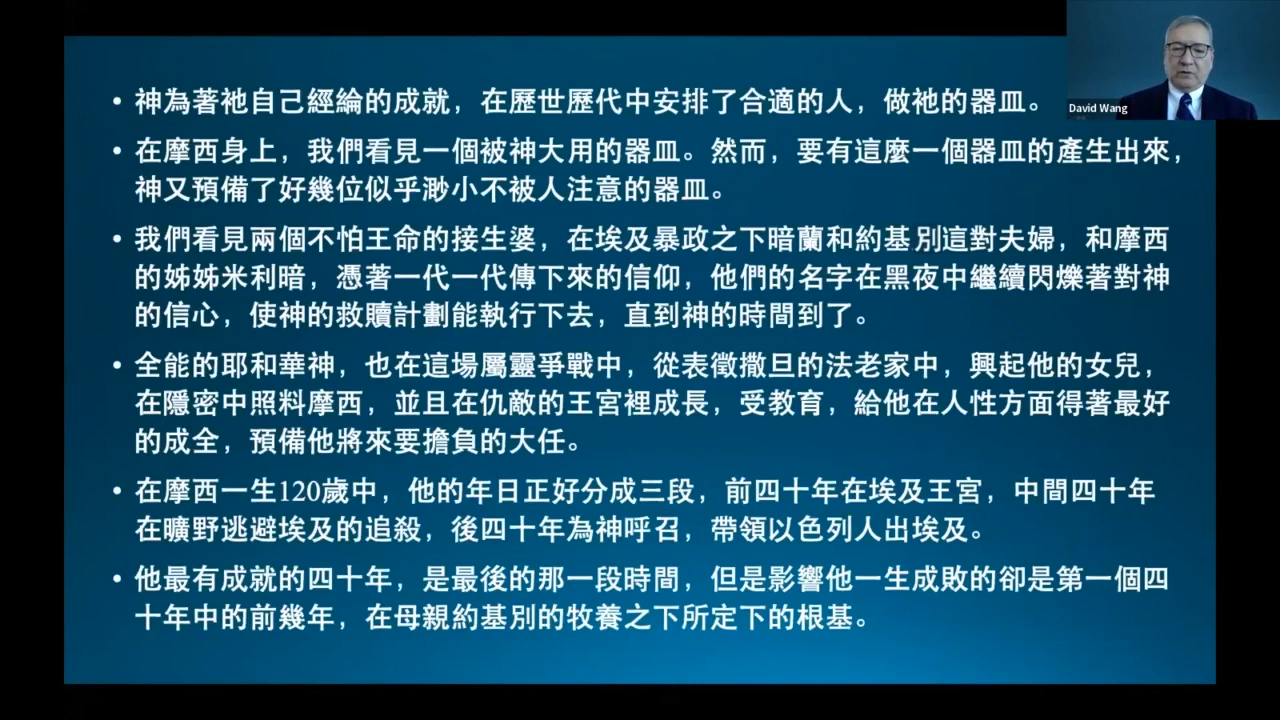 • 神為著祂自己經綸的成就，在歷世歷代中安排了合適的人，做祂的器皿。
David Wang
• 在摩西身上，我們看見一個被神大用的器皿。然而，要有這麼一個器皿的產生出來，
神又預備了好幾位似乎渺小不被人注意的器皿。
• 我們看見兩個不怕王命的接生婆，在埃及暴政之下暗蘭和約基別這對夫婦，和摩西
的姊姊米利暗，憑著一代一代傳下來的信仰，他們的名字在黑夜中繼續閃爍著對神
的信心，使神的救贖計劃能執行下去，直到神的時間到了。
• 全能的耶和華神，也在這場屬靈爭戰中，從表徵撒旦的法老家中，興起他的女兒，
在隱密中照料摩西，並且在仇敵的王宮裡成長，受教育，給他在人性方面得著最好
的成全，預備他將來要擔負的大任。
• 在摩西一生120歲中，他的年日正好分成三段，前四十年在埃及王宮，中間四十年
在曠野逃避埃及的追殺，後四十年為神呼召，帶領以色列人出埃及。
• 他最有成就的四十年，是最後的那一段時間，但是影響他一生成敗的卻是第一個四
十年中的前幾年，在母親約基別的牧養之下所定下的根基。